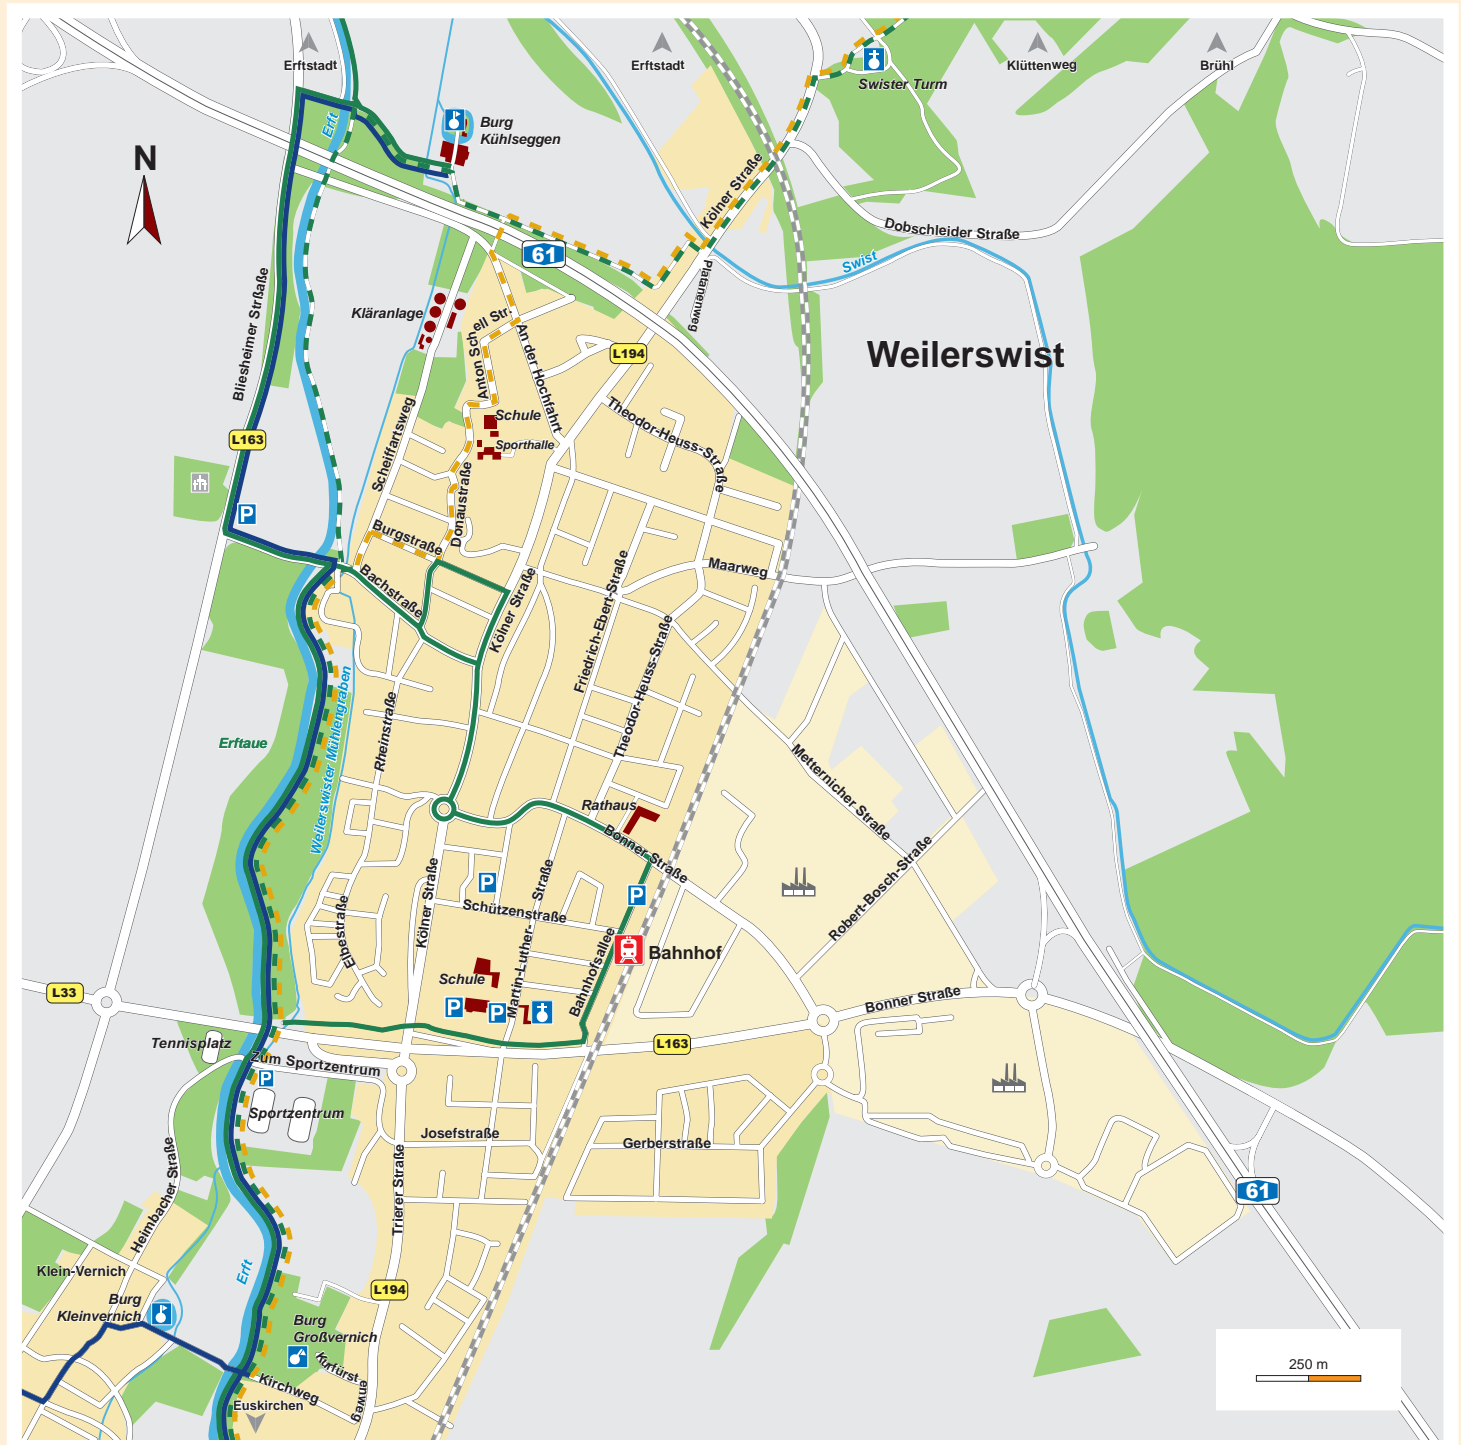 Erftstadt
Erftstadt
Klüttenweg
Brühl
Swister Turm
Burg
Kühlseggen
Erft
N
Kölner Straße
Dobschleider Straße
Swist
61
Platanenweg
Bliesheimer Strßaße
Kläranlage
Anton Schell Str.
An der Hochfahrt
L194
Weilerswist
Schule
Sporthalle
Theodor-Heuss-Straße
Scheiffartsweg
L163
Donaustraße
P
Burgstraße
Bachstraße
Maarweg
Kölner Straße
Friedrich-Ebert-Straße
Theodor-Heuss-Straße
Weilerswister Mühlengraben
Rheinstraße
Erftaue
Metternicher Straße
Rathaus
Bonner Straße
Robert-Bosch-Straße
Kölner Straße
P
Schützenstraße
Martin-Luther-Straße
P
Elbestraße
Bahnhofsallee
Bahnhof
Schule
P
P
L33
Bonner Straße
L163
Tennisplatz
Zum Sportzentrum
P
Sportzentrum
Josefstraße
Gerberstraße
Heimbacher Straße
Trierer Straße
61
Klein-Vernich
Erft
L194
Burg
Kleinvernich
Burg
Großvernich
Kurfürstenweg
Kirchweg
Euskirchen
250 m